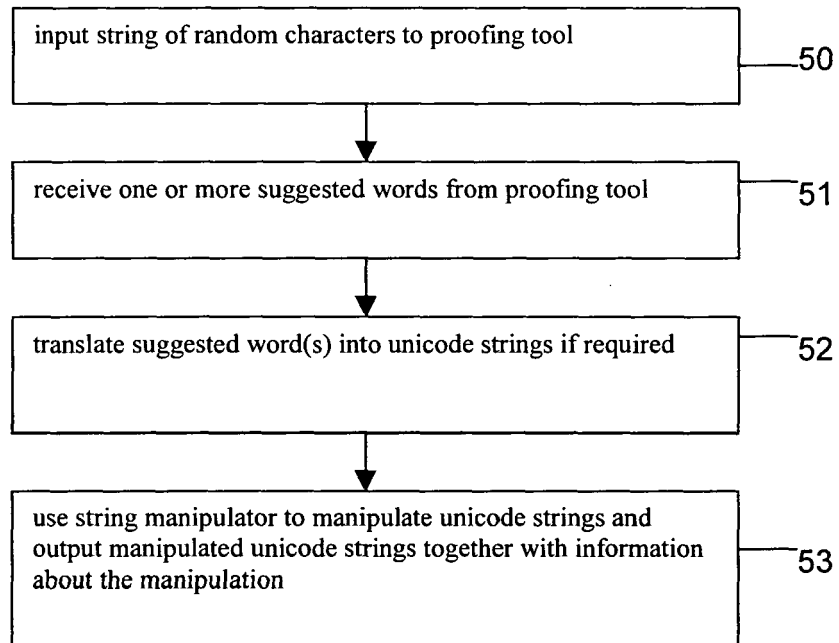 input string of random characters to proofing tool
50
receive one or more suggested words from proofing tool
51
translate suggested word(s) into unicode strings if required
52
use string manipulator to manipulate unicode strings and
output manipulated unicode strings together with information
about the manipulation
53